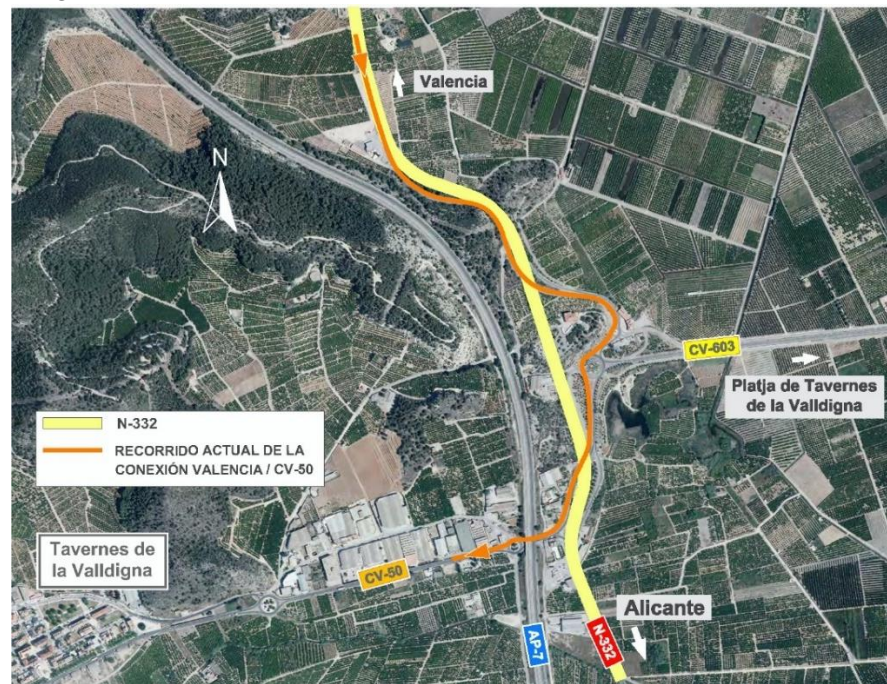 Valencia
N
CV-603
Platja de Tavernes
de la Valldigna
N-332
RECORRIDO ACTUAL DE LA
CONEXIÓN VALENCIA / CV-50
Tavernes de
la Valldigna
CV-50
Alicante
AP-7
N-332